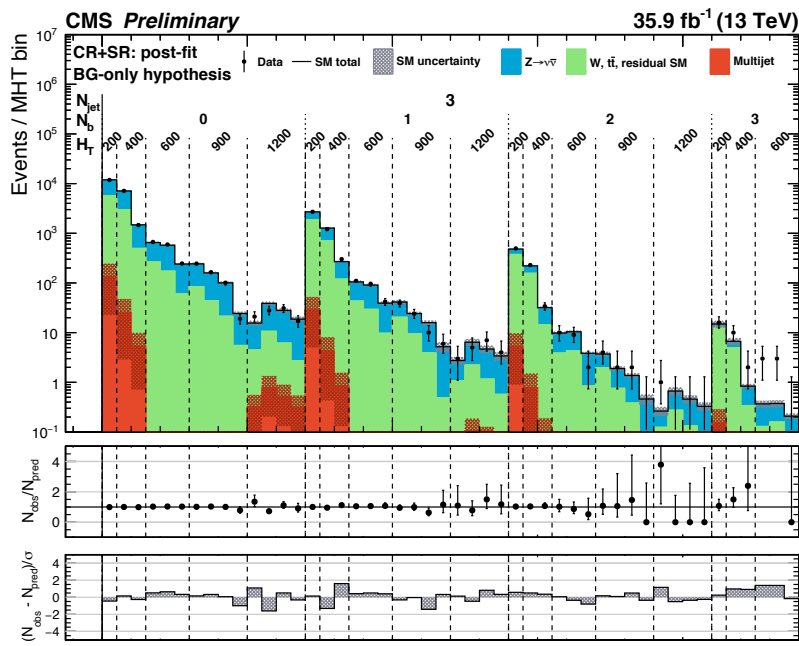 CMS Preliminary 35.9 fb⁻¹ (13 TeV)
10⁷
10⁶
10⁵
10⁴
10³
10²
10
1
10⁻¹
Events / MHT bin
CR+SR: post-fit
BG-only hypothesis
Data SM total SM uncertainty Z→νν̅ W, tt̅, residual SM Multijet
N_jet 3
N_b 0 1 2 3
H_T 200 400 600 900 1200 200 400 600 900 1200 200 400 600 900 1200 200 400 600
N_obs/N_pred
4
2
0
(N_obs - N_pred)/σ
4
2
0
−2
−4